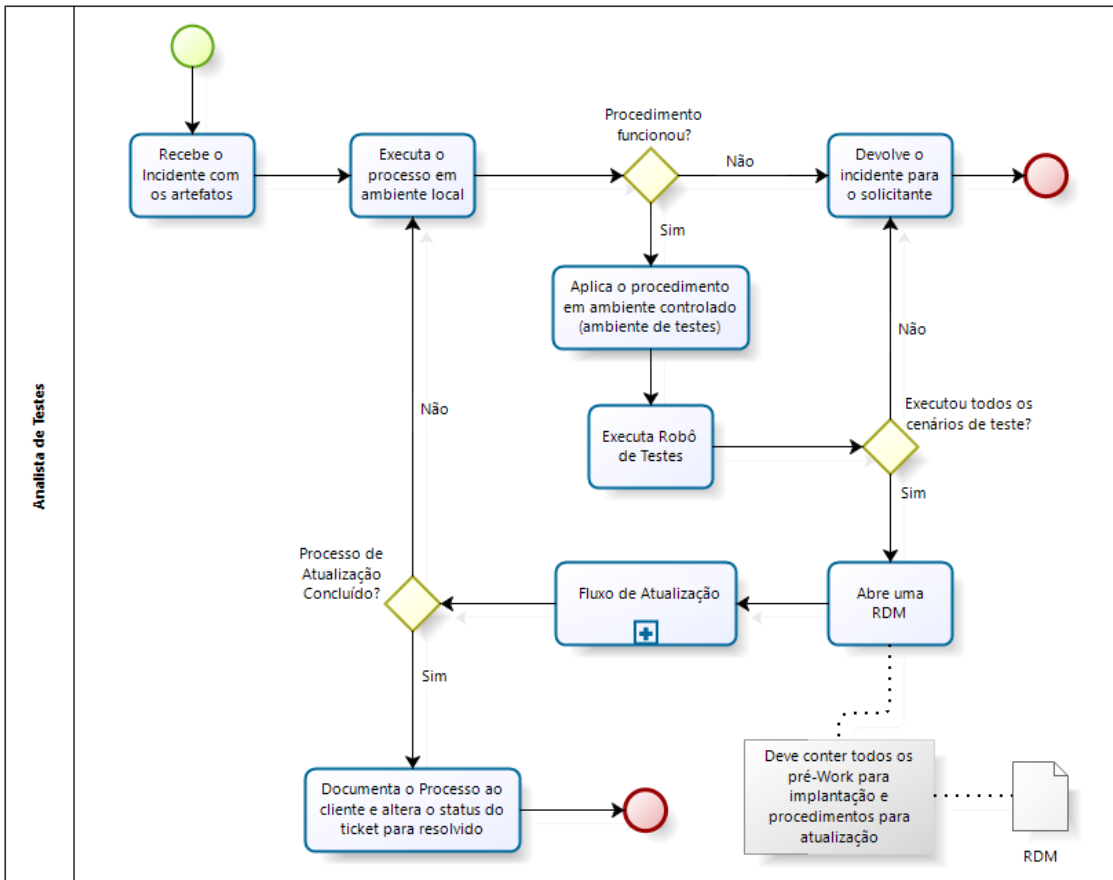 Analista de Testes
Recebe o
Incidente com
os artefatos
Executa o
processo em
ambiente local
Procedimento
funcionou?
Não
Devolve o
incidente para
o solicitante
Sim
Aplica o procedimento
em ambiente controlado
(ambiente de testes)
Não
Executa Robô
de Testes
Executou todos os
cenários de teste?
Sim
Abre uma
RDM
Fluxo de Atualização
Processo de
Atualização
Concluído?
Não
Sim
Documenta o Processo ao
cliente e altera o status do
ticket para resolvido
Deve conter todos os
pré-Work para
implantação e
procedimentos para
atualização
RDM